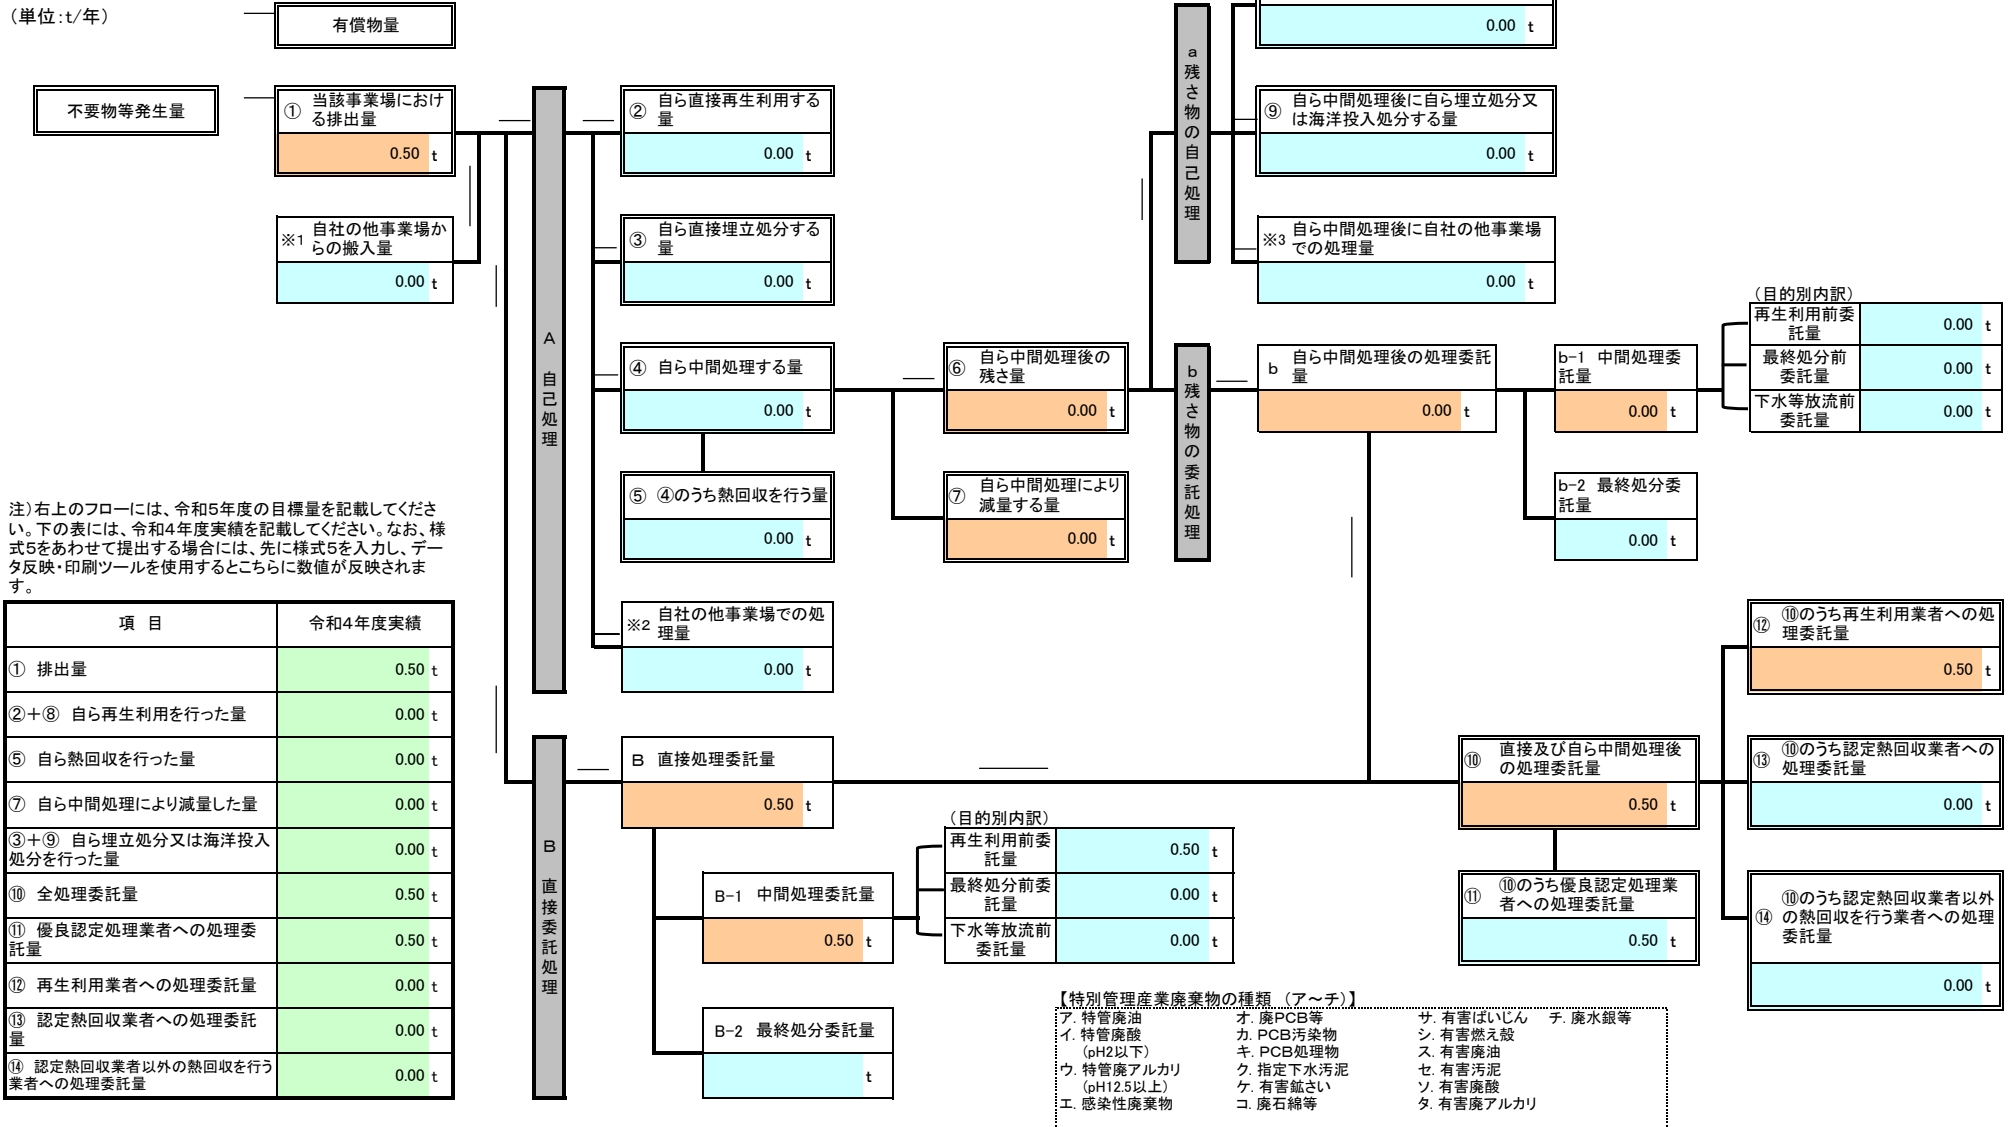 （単位：t/年）
有償物量
0.00 t
不要物等発生量
① 当該事業場におけ
る排出量
0.50 t
※1 自社の他事業場か
らの搬入量
0.00 t
A 自己処理
② 自ら直接再生利用する
量
0.00 t
③ 自ら直接埋立処分する
量
0.00 t
④ 自ら中間処理する量
0.00 t
⑤ ④のうち熱回収を行う量
0.00 t
※2 自社の他事業場での処
理量
0.00 t
⑥ 自ら中間処理後の
残さ量
0.00 t
⑦ 自ら中間処理により
減量する量
0.00 t
a 残さ物の自己処理
⑨ 自ら中間処理後に自ら埋立処分又
は海洋投入処分する量
0.00 t
※3 自ら中間処理後に自社の他事業場
での処理量
0.00 t
b 残さ物の委託処理
b 自ら中間処理後の処理委託
量
0.00 t
b-1 中間処理委
託量
0.00 t
b-2 最終処分委
託量
0.00 t
（目的別内訳）
再生利用前委
託量
0.00 t
最終処分前
委託量
0.00 t
下水等放流前
委託量
0.00 t
注）右上のフローには、令和5年度の目標量を記載してくださ
い。下の表には、令和4年度実績を記載してください。なお、様
式5をあわせて提出する場合には、先に様式5を入力し、デー
タ反映・印刷ツールを使用するとこちらに数値が反映されま
す。
項 目 令和4年度実績
① 排出量 0.50 t
②＋⑧ 自ら再生利用を行った量 0.00 t
⑤ 自ら熱回収を行った量 0.00 t
⑦ 自ら中間処理により減量した量 0.00 t
③＋⑨ 自ら埋立処分又は海洋投入
処分を行った量 0.00 t
⑩ 全処理委託量 0.50 t
⑪ 優良認定処理業者への処理委
託量 0.50 t
⑫ 再生利用業者への処理委託量 0.00 t
⑬ 認定熱回収業者への処理委託
量 0.00 t
⑭ 認定熱回収業者以外の熱回収を行う
業者への処理委託量 0.00 t
B 直接委託処理
B 直接処理委託量
0.50 t
B-1 中間処理委託量
0.50 t
B-2 最終処分委託量
t
（目的別内訳）
再生利用前委
託量
0.50 t
最終処分前委
託量
0.00 t
下水等放流前
委託量
0.00 t
⑩ 直接及び自ら中間処理後
の処理委託量
0.50 t
⑪ ⑩のうち優良認定処理業
者への処理委託量
0.50 t
⑫ ⑩のうち再生利用業者への処
理委託量
0.50 t
⑬ ⑩のうち認定熱回収業者への
処理委託量
0.00 t
⑭ ⑩のうち認定熱回収業者以外
の熱回収を行う業者への処理
委託量
0.00 t
【特別管理産業廃棄物の種類 （ア～チ）】
ア. 特管廃油 オ. 廃PCB等 サ. 有害ばいじん チ. 廃水銀等
イ. 特管廃酸 カ. PCB汚染物 シ. 有害燃え殻
（pH2以下） キ. PCB処理物 ス. 有害廃油
ウ. 特管廃アルカリ ク. 指定下水汚泥 セ. 有害汚泥
（pH12.5以上） ケ. 有害鉱さい ソ. 有害廃酸
エ. 感染性廃棄物 コ. 廃石綿等 タ. 有害廃アルカリ